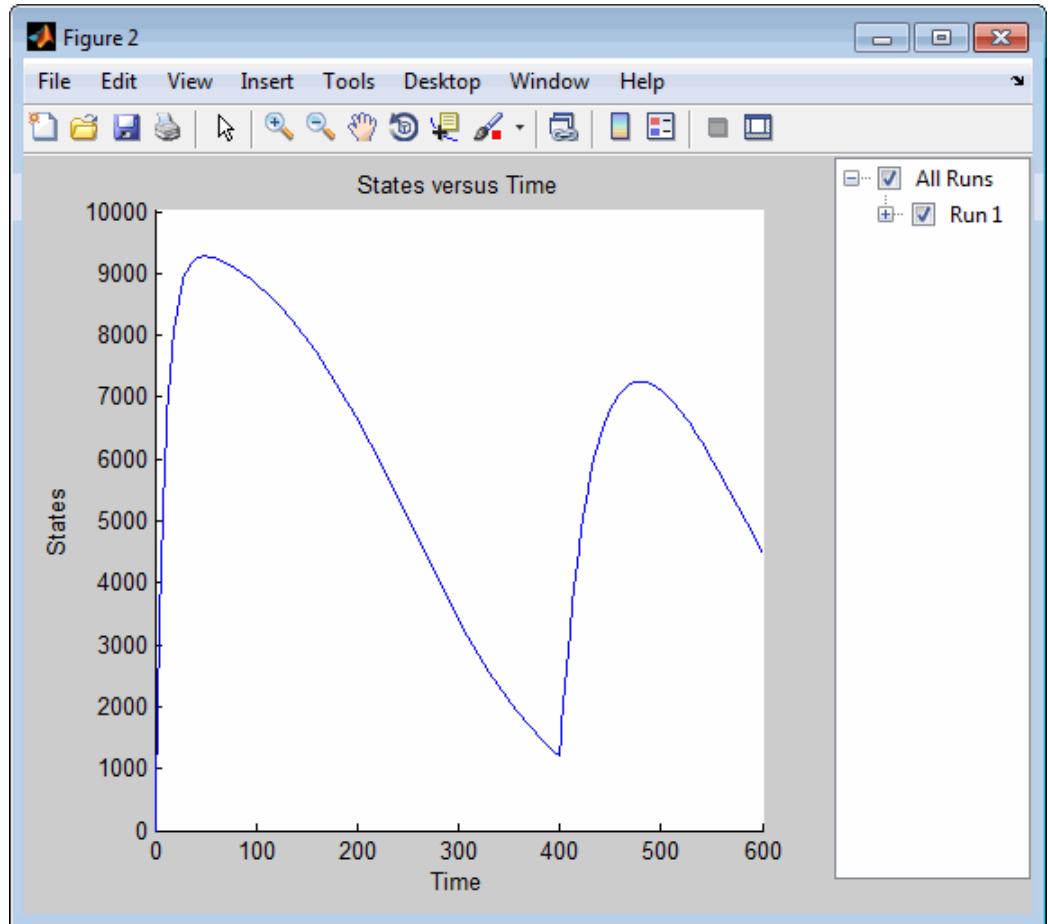 Figure 2
File Edit View Insert Tools Desktop Window Help
States versus Time
All Runs
Run 1
10000
9000
8000
7000
6000
5000
4000
3000
2000
1000
0
States
0 100 200 300 400 500 600
Time